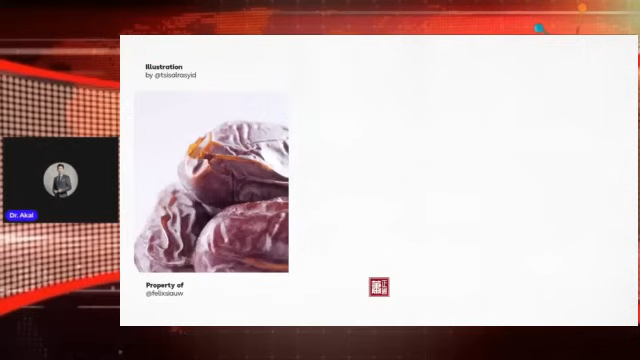 Illustration
by @tsisalrasyid
Dr. Akal
Property of
@felixsiauw